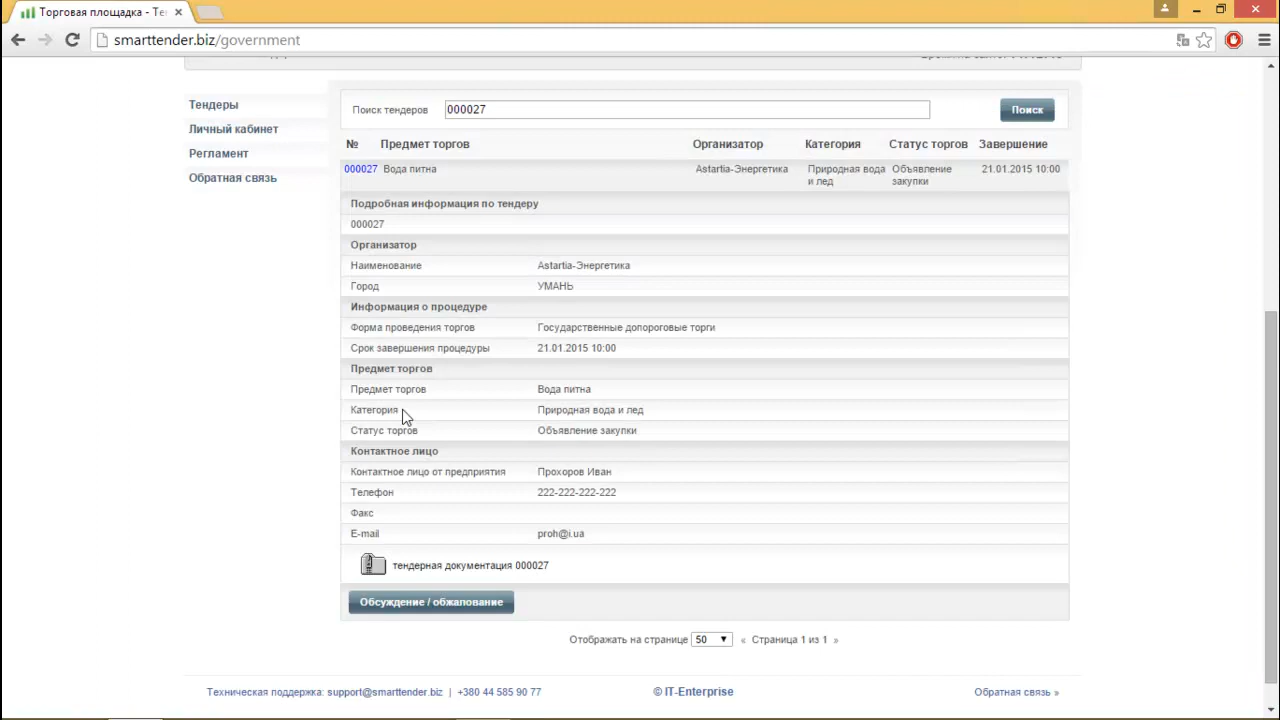 Торговая площадка - Те
smarttender.biz/government
Тендеры
Личный кабинет
Регламент
Обратная связь
Поиск тендеров 000027 Поиск
№ Предмет торгов Организатор Категория Статус торгов Завершение
000027 Вода питна Astartia-Энергетика Природная вода Объявление 21.01.2015 10:00
и лед закупки
Подробная информация по тендеру
000027
Организатор
Наименование Astartia-Энергетика
Город УМАНЬ
Информация о процедуре
Форма проведения торгов Государственные допороговые торги
Срок завершения процедуры 21.01.2015 10:00
Предмет торгов
Предмет торгов Вода питна
Категория Природная вода и лед
Статус торгов Объявление закупки
Контактное лицо
Контактное лицо от предприятия Прохоров Иван
Телефон 222-222-222-222
Факс
E-mail proh@i.ua
тендерная документация 000027
Обсуждение / обжалование
Отображать на странице 50 « Страница 1 из 1 »
Техническая поддержка: support@smarttender.biz | +380 44 585 90 77 © IT-Enterprise Обратная связь »